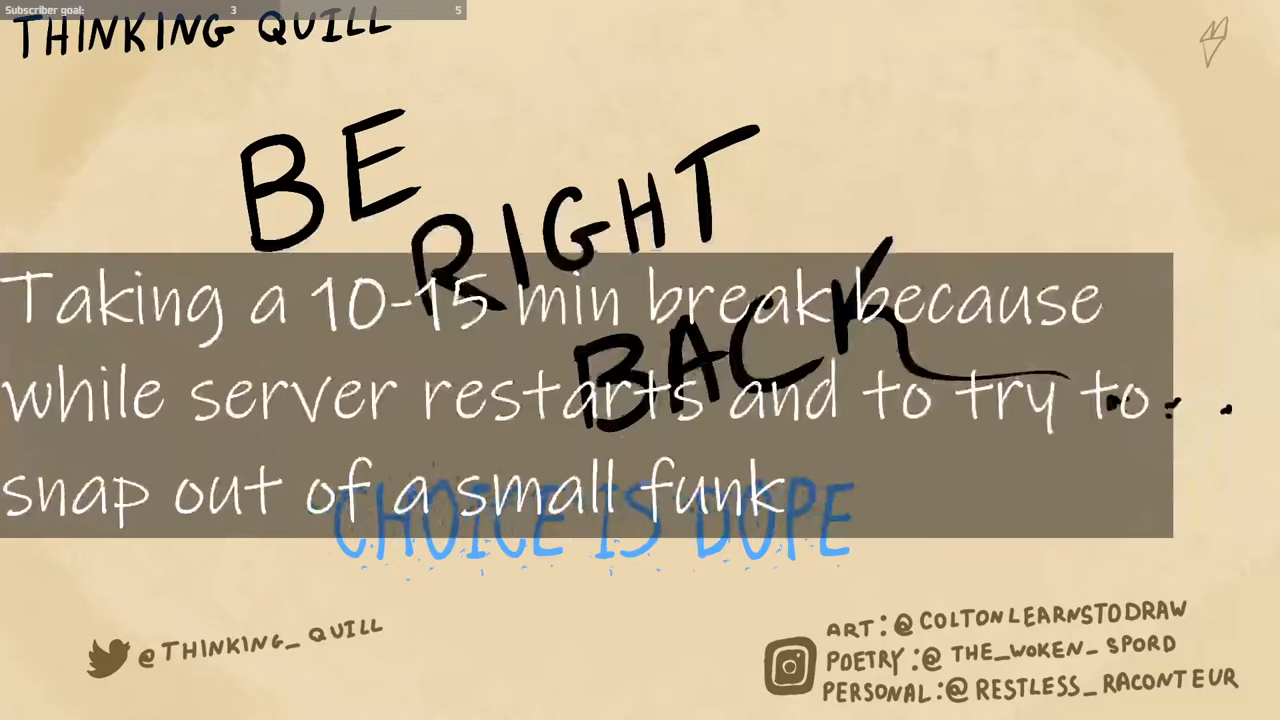 Subscriber goal: 3 5
THINKING QUILL
BE
RIGHT
BACK...
Taking a 10-15 min break because
while server restarts and to try to
snap out of a small funk
CHOICE IS DOPE
@THINKING_QUILL
ART:@COLTONLEARNSTODRAW
POETRY:@THE_WOKEN_SPORD
PERSONAL:@RESTLESS_RACONTEUR